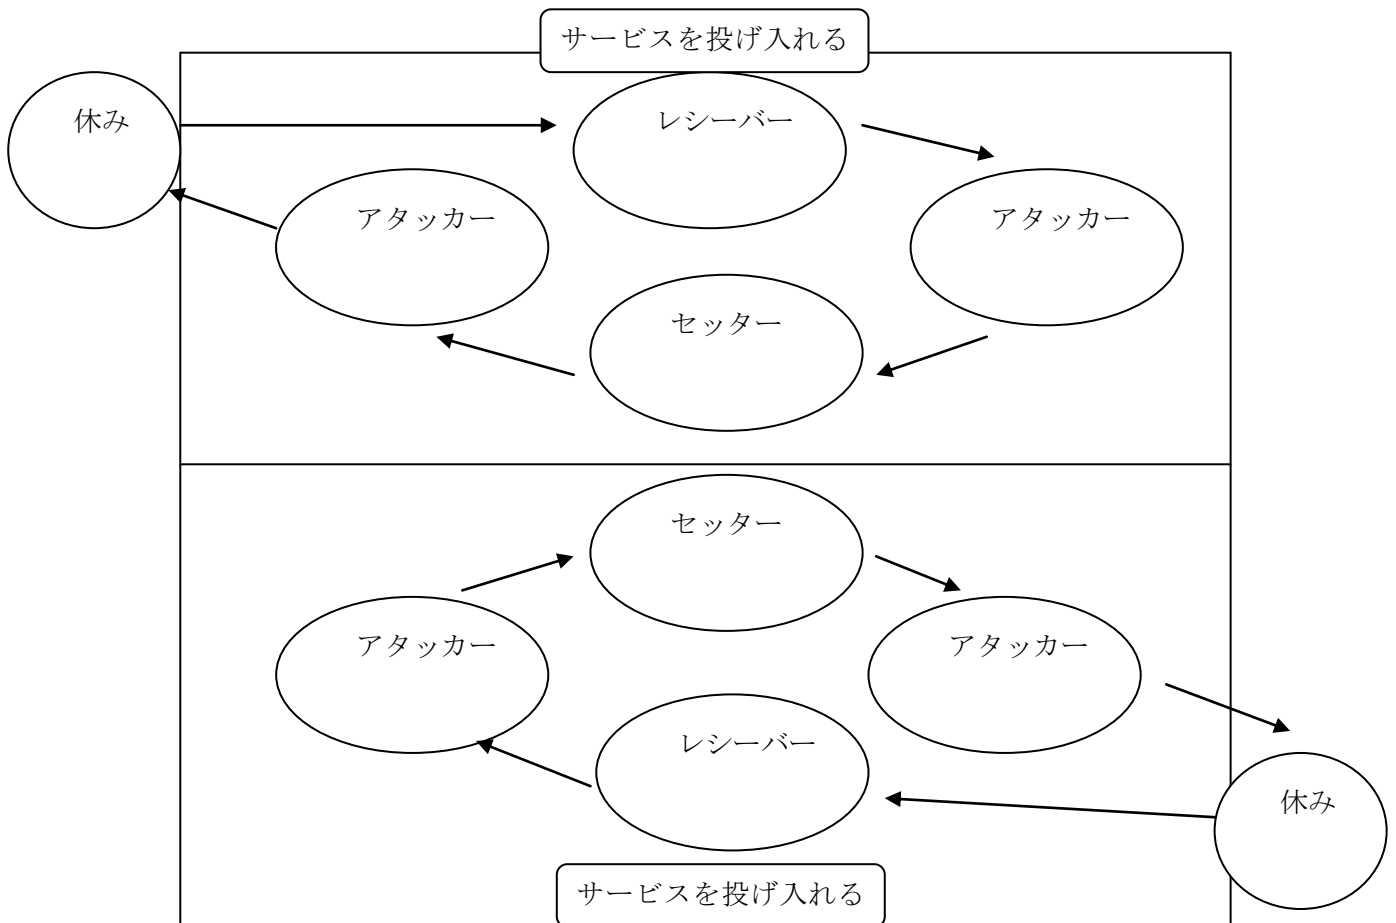 サービスを投げ入れる
休み
レシーバー
アタッカー
アタッカー
セッター
セッター
アタッカー
アタッカー
レシーバー
休み
サービスを投げ入れる